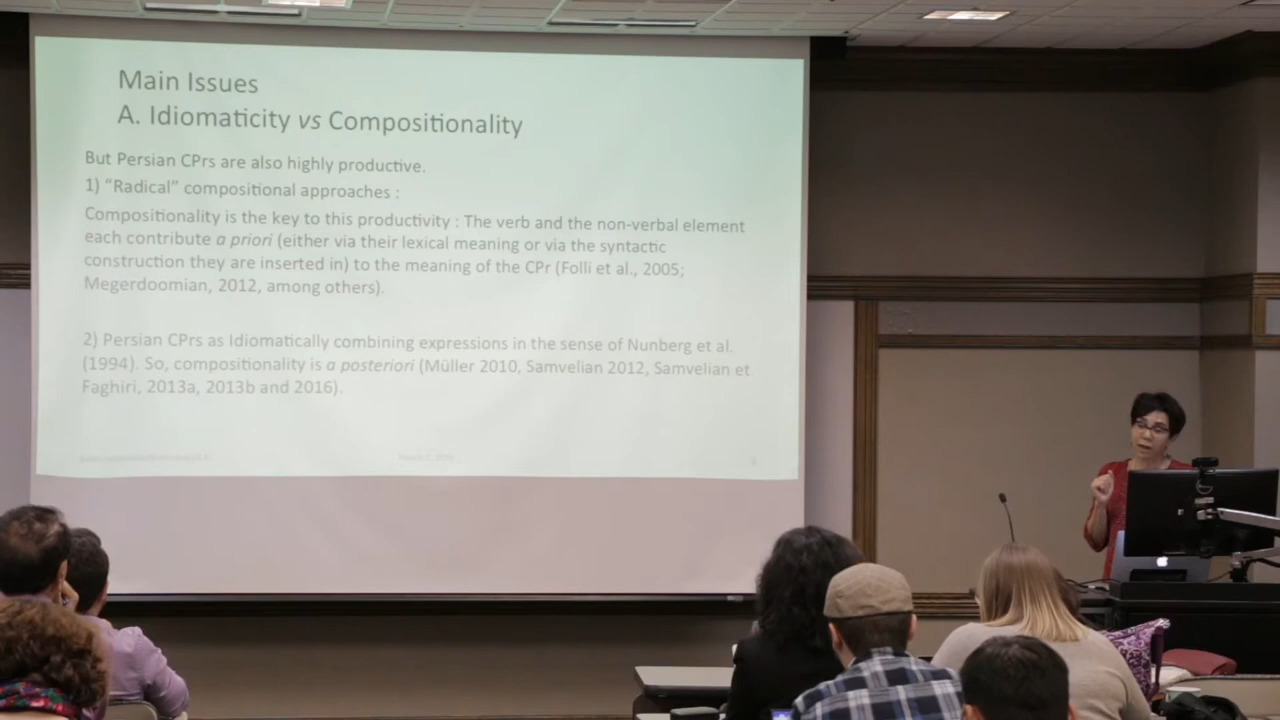 Main Issues
A. Idiomaticity vs Compositionality
But Persian CPrs are also highly productive.
1) “Radical” compositional approaches :
Compositionality is the key to this productivity : The verb and the non-verbal element
each contribute a priori (either via their lexical meaning or via the syntactic
construction they are inserted in) to the meaning of the CPr (Folli et al., 2005;
Megerdoomian, 2012, among others).
2) Persian CPrs as Idiomatically combining expressions in the sense of Nunberg et al.
(1994). So, compositionality is a posteriori (Müller 2010, Samvelian 2012, Samvelian et
Faghiri, 2013a, 2013b and 2016).